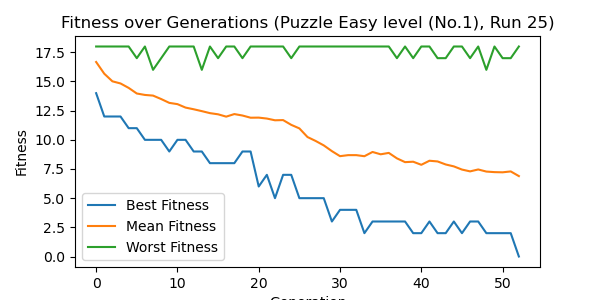 Fitness over Generations (Puzzle Easy level (No.1), Run 25)
Fitness
17.5
15.0
12.5
10.0
7.5
5.0
2.5
0.0
Best Fitness
Mean Fitness
Worst Fitness
0 10 20 30 40 50
Generation